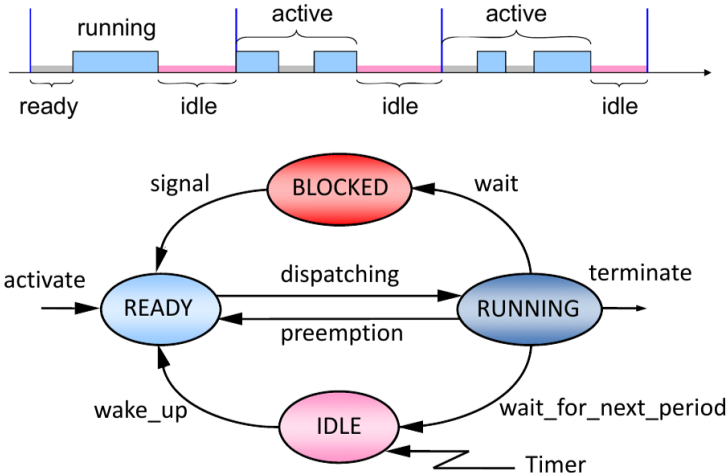 active
active
running
ready
idle
idle
idle
signal
BLOCKED
wait
activate
dispatching
terminate
READY
RUNNING
preemption
wake_up
IDLE
wait_for_next_period
Timer